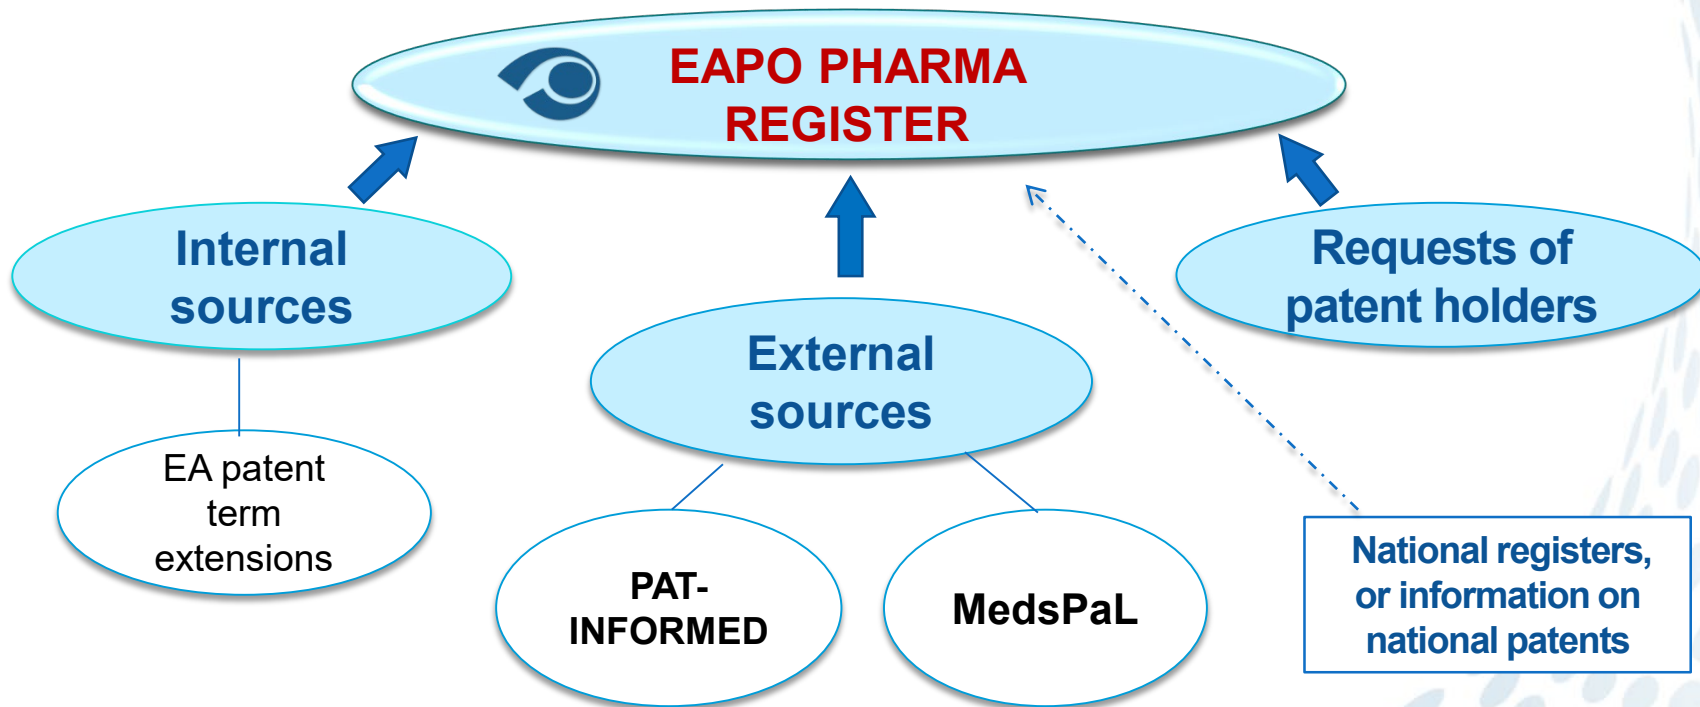 EAPO PHARMA
REGISTER
Internal
sources
External
sources
Requests of
patent holders
EA patent
term
extensions
PAT-
INFORMED
MedsPaL
National registers,
or information on
national patents